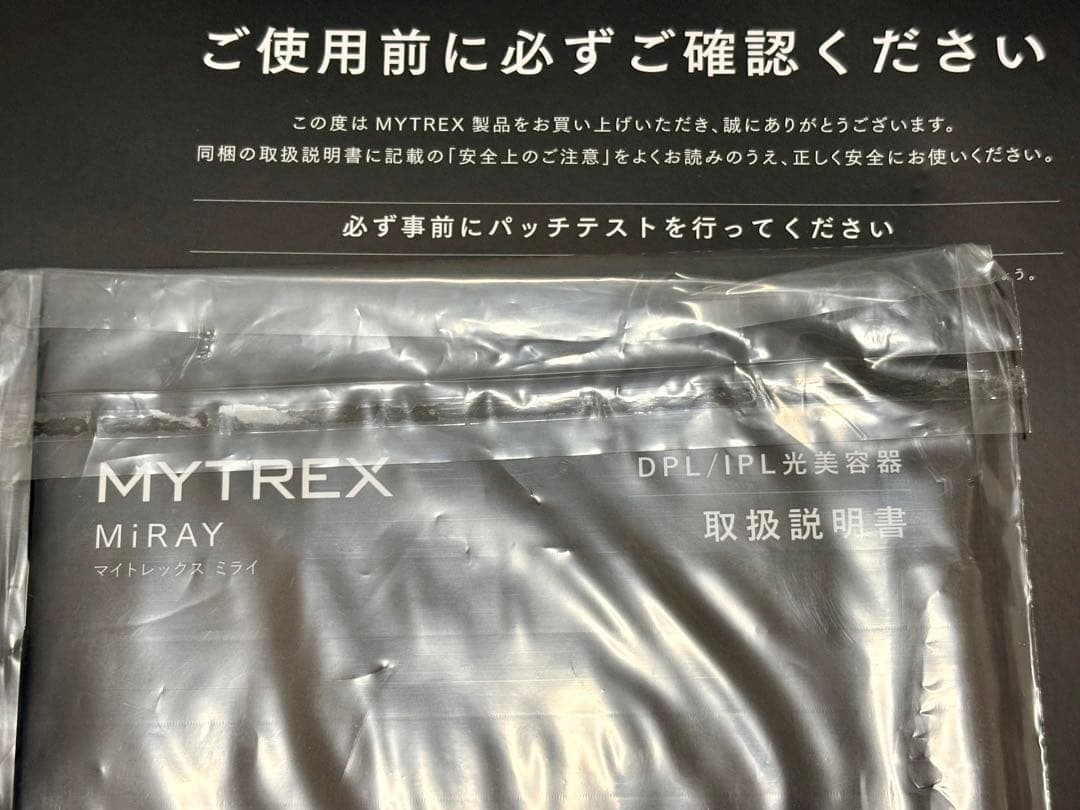 ご使用前に必ずご確認ください
この度は MYTREX 製品をお買い上げいただき、誠にありがとうございます。
同梱の取扱説明書に記載の「安全上のご注意」をよくお読みのうえ、正しく安全にお使いください。
必ず事前にパッチテストを行ってください
ょう。
MYTREX
MiRAY
マイトレックス ミライ
DPL/IPL光美容器
取扱説明書